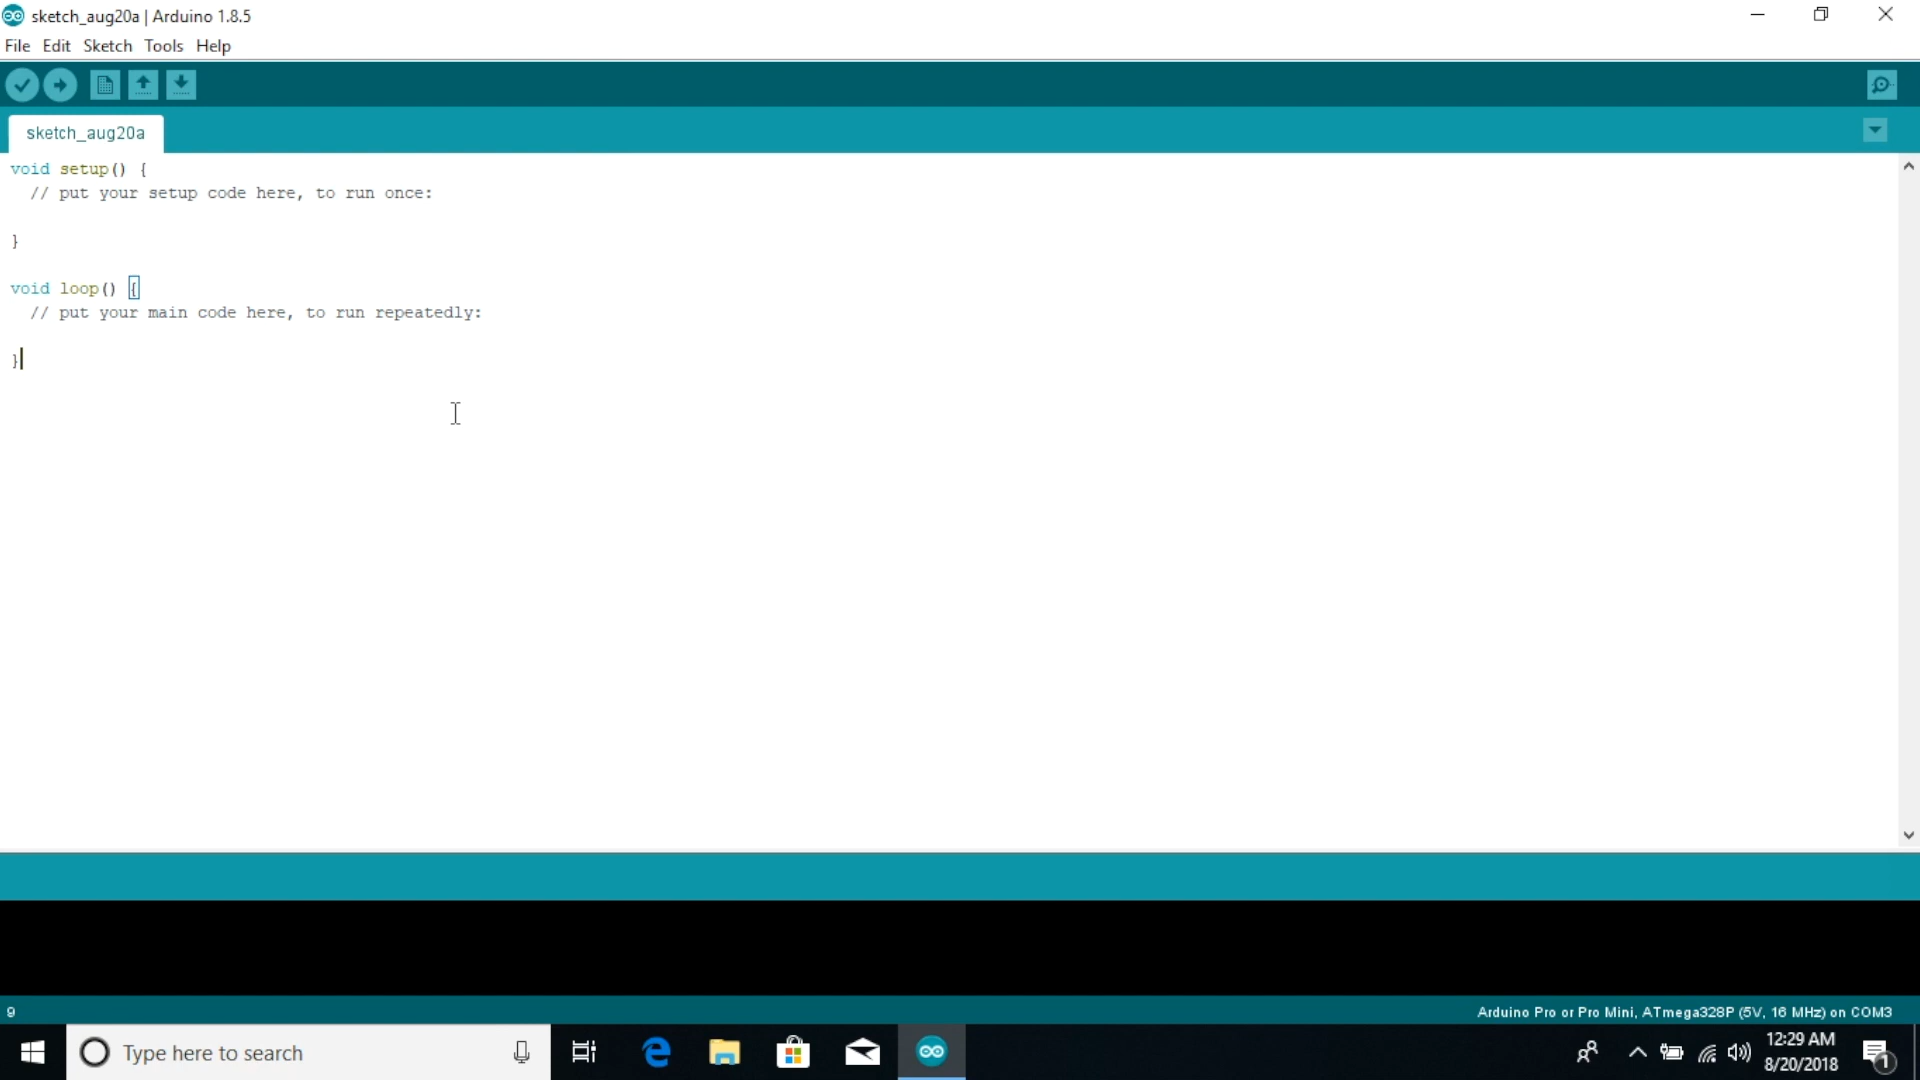 sketch_aug20a | Arduino 1.8.5
File Edit Sketch Tools Help
sketch_aug20a
void setup() {
// put your setup code here, to run once:
}
void loop() {
// put your main code here, to run repeatedly:
}
9
Arduino Pro or Pro Mini, ATmega328P (5V, 16 MHz) on COM3
Type here to search
12:29 AM
8/20/2018
1